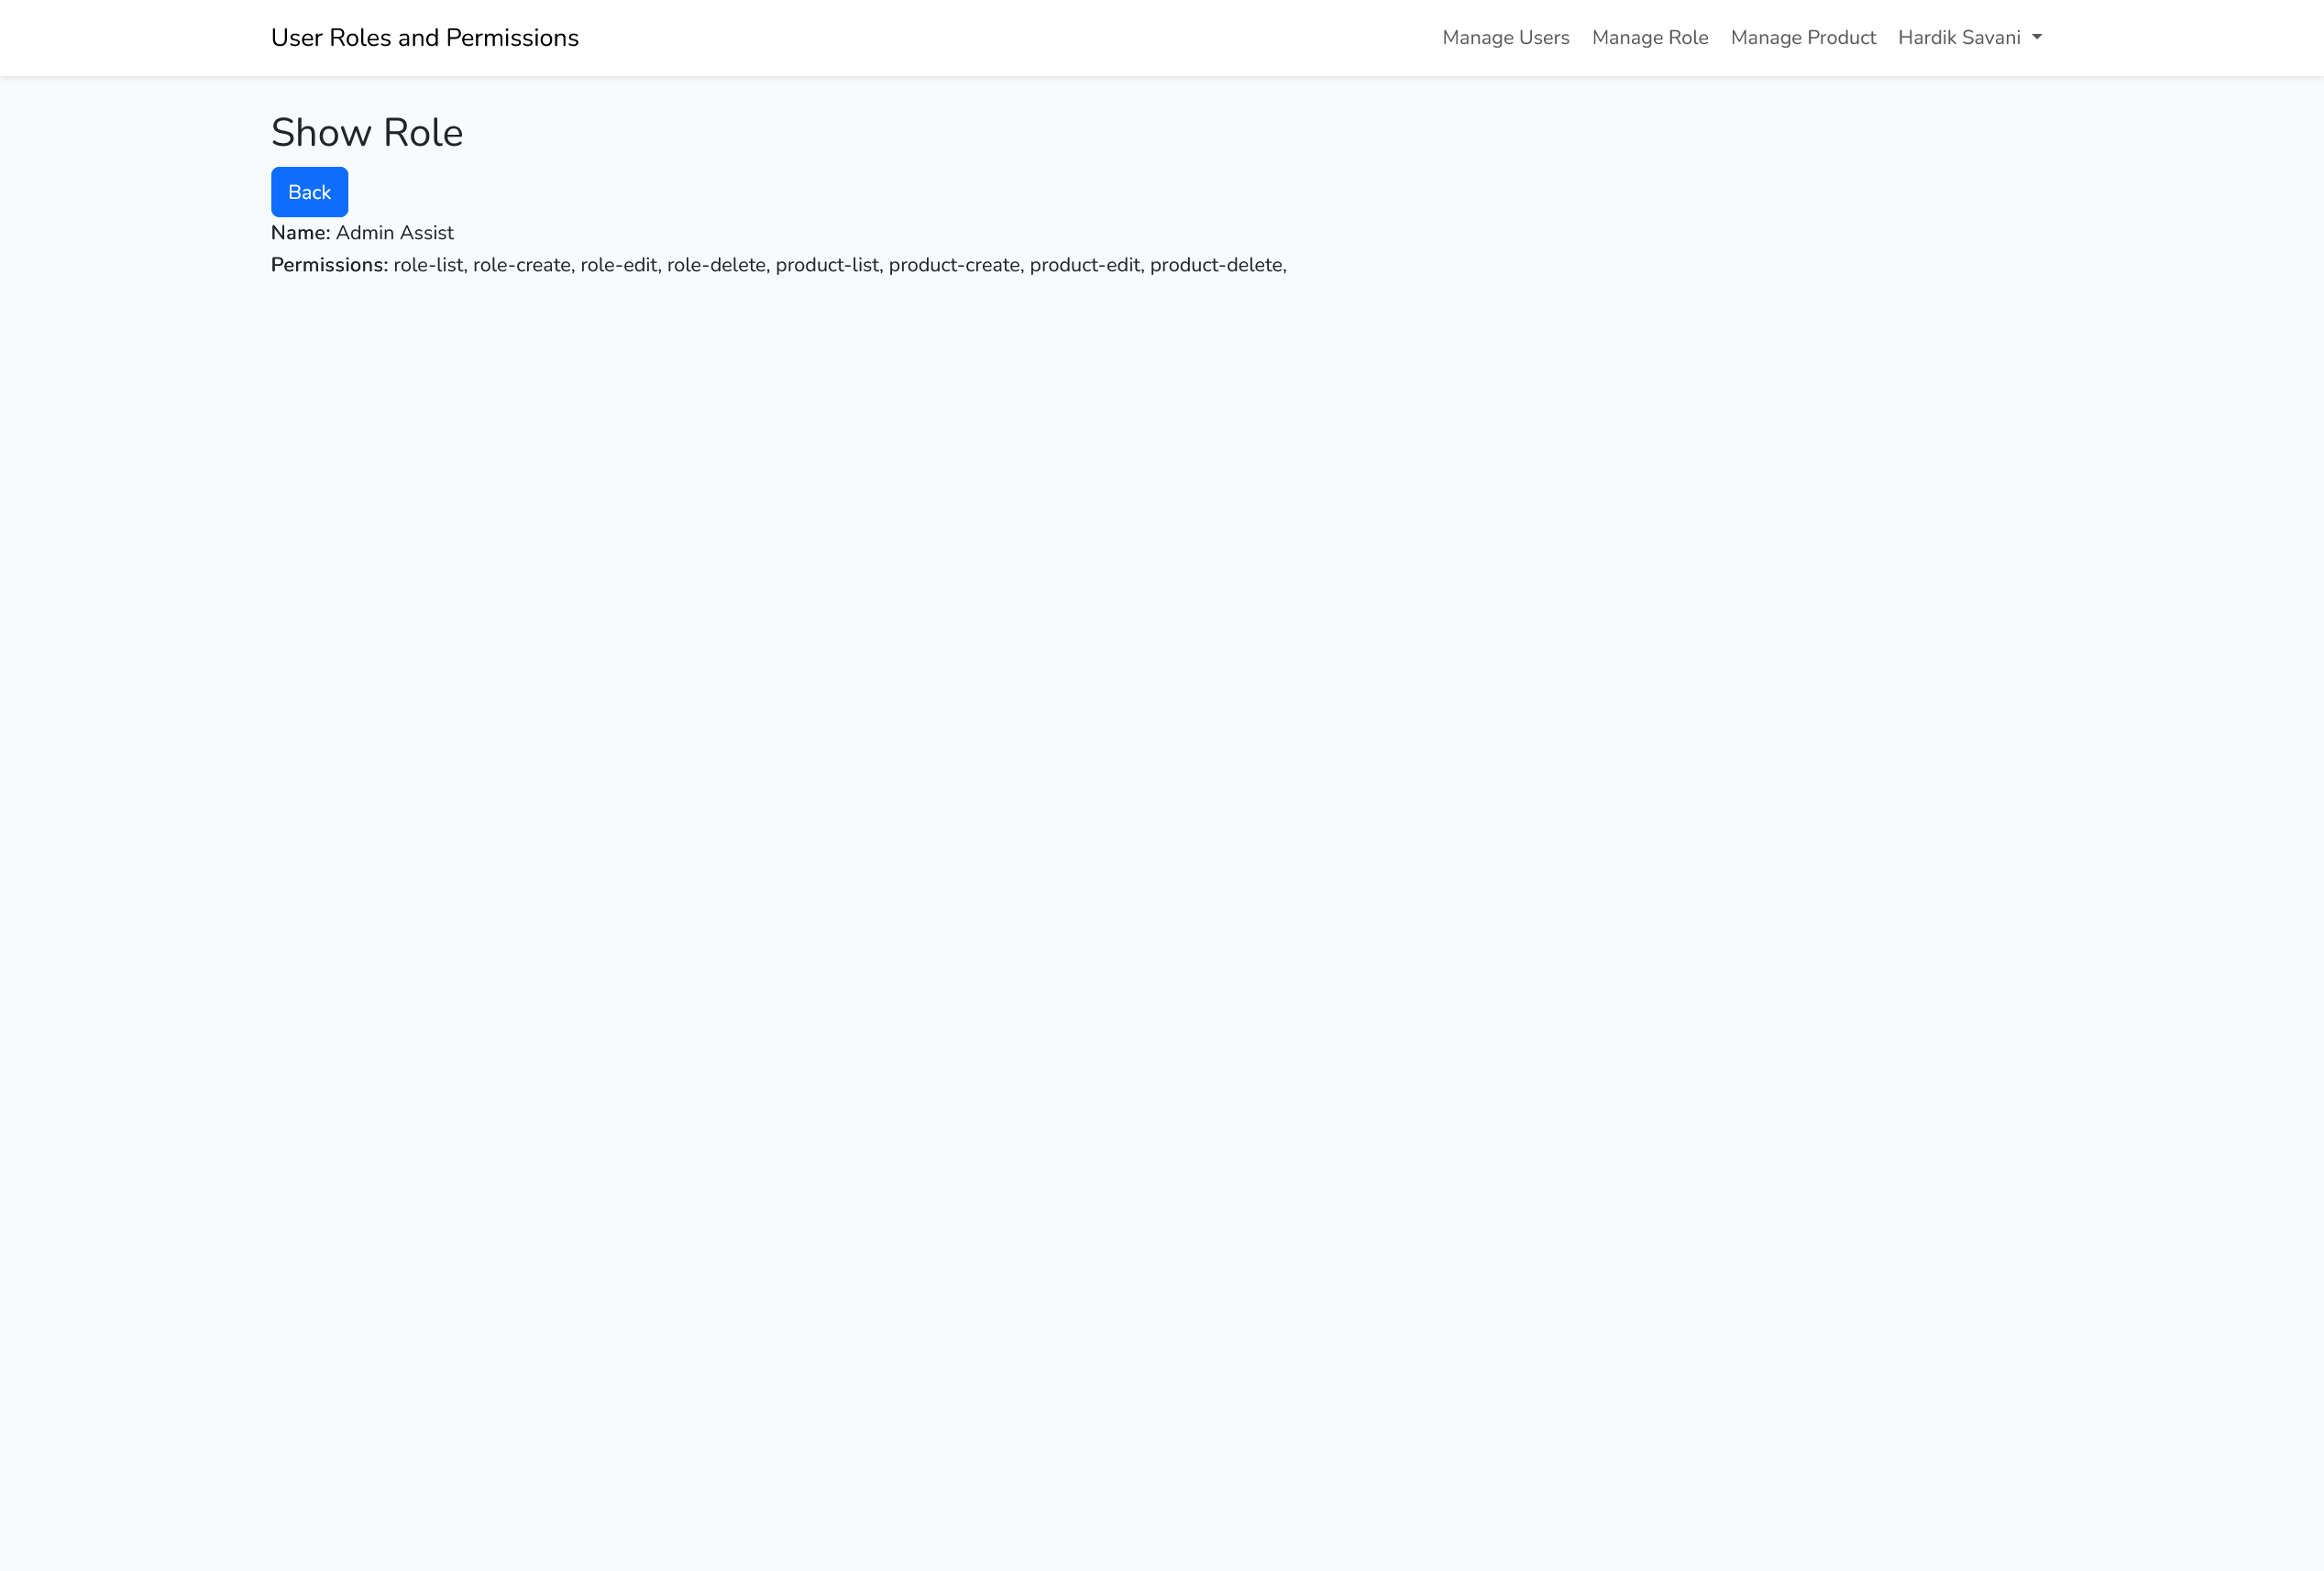 User Roles and Permissions
Manage Users Manage Role Manage Product Hardik Savani
Show Role
Back
Name: Admin Assist
Permissions: role-list, role-create, role-edit, role-delete, product-list, product-create, product-edit, product-delete,